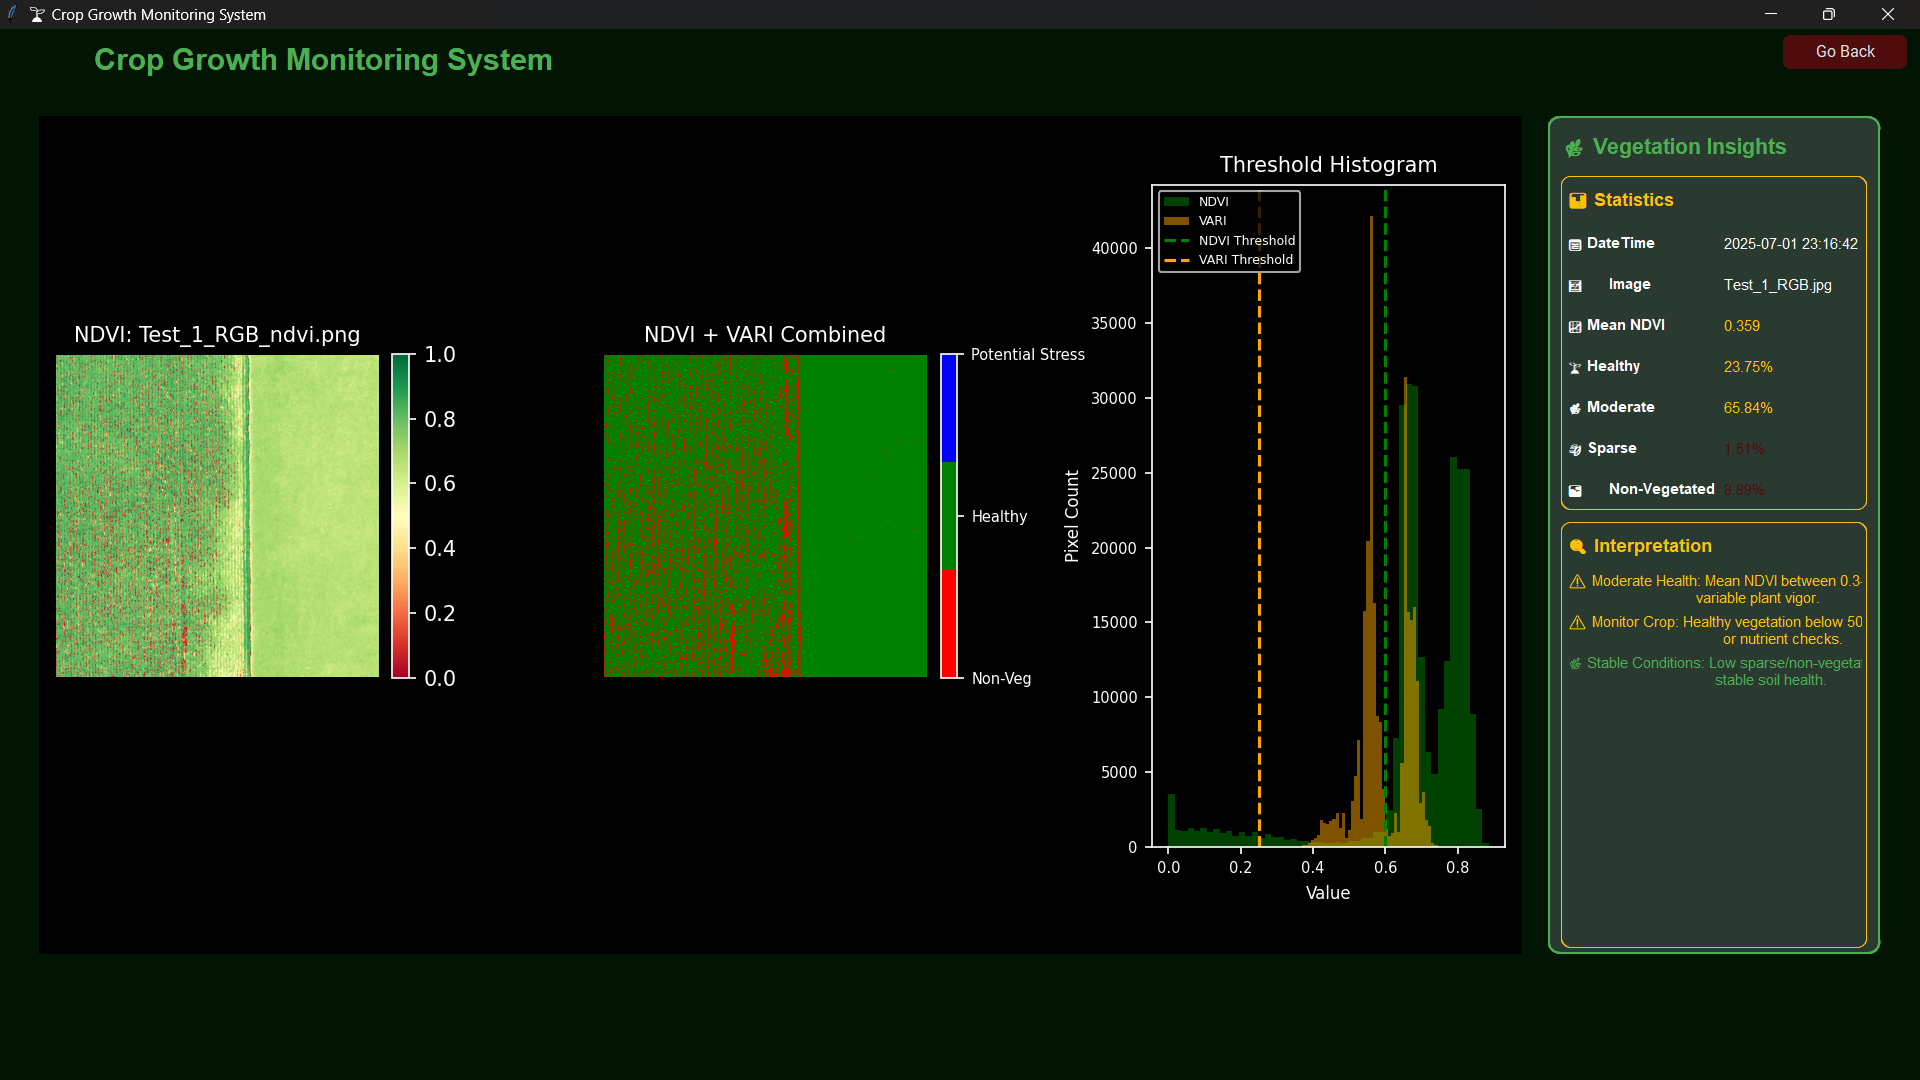 Crop Growth Monitoring System
Crop Growth Monitoring System
Go Back
NDVI: Test_1_RGB_ndvi.png
1.0
0.8
0.6
0.4
0.2
0.0
NDVI + VARI Combined
Potential Stress
Healthy
Non-Veg
Threshold Histogram
NDVI
VARI
NDVI Threshold
VARI Threshold
Pixel Count
40000
35000
30000
25000
20000
15000
10000
5000
0
0.0 0.2 0.4 0.6 0.8
Value
Vegetation Insights
Statistics
DateTime 2025-07-01 23:16:42
Image Test_1_RGB.jpg
Mean NDVI 0.359
Healthy 23.75%
Moderate 65.84%
Sparse 1.51%
Non-Vegetated 8.89%
Interpretation
Moderate Health: Mean NDVI between 0.3-
variable plant vigor.
Monitor Crop: Healthy vegetation below 50
or nutrient checks.
Stable Conditions: Low sparse/non-vegeta
stable soil health.